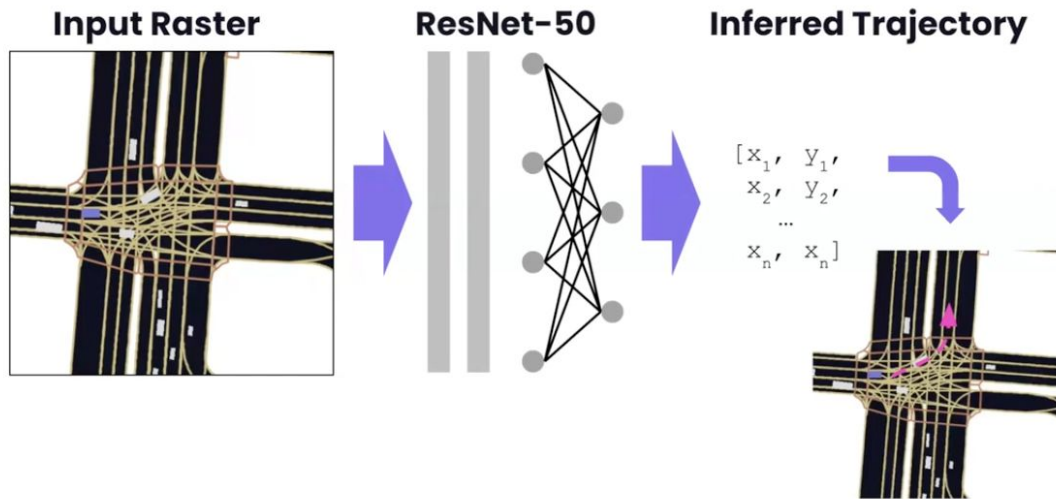 Input Raster
ResNet-50
Inferred Trajectory
[x₁, y₁,
x₂, y₂,
…
xₙ, xₙ]